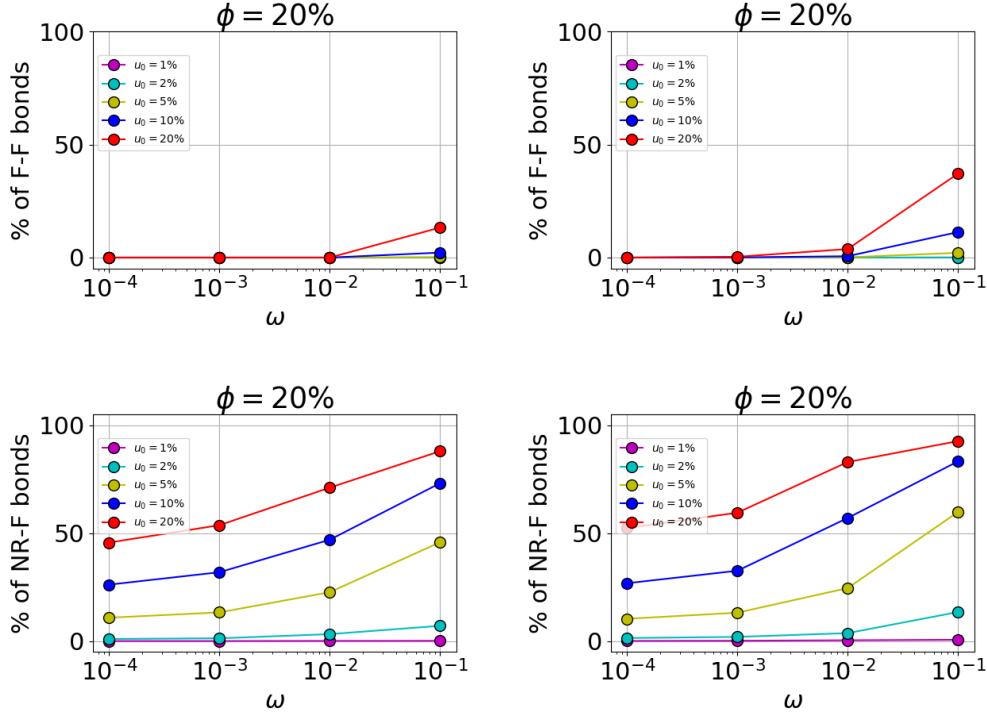 ϕ = 20%
100
50
0
% of F-F bonds
u₀ = 1%
u₀ = 2%
u₀ = 5%
u₀ = 10%
u₀ = 20%
10⁻⁴ 10⁻³ 10⁻² 10⁻¹
ω
ϕ = 20%
100
50
0
% of F-F bonds
u₀ = 1%
u₀ = 2%
u₀ = 5%
u₀ = 10%
u₀ = 20%
10⁻⁴ 10⁻³ 10⁻² 10⁻¹
ω
ϕ = 20%
100
50
0
% of NR-F bonds
u₀ = 1%
u₀ = 2%
u₀ = 5%
u₀ = 10%
u₀ = 20%
10⁻⁴ 10⁻³ 10⁻² 10⁻¹
ω
ϕ = 20%
100
50
0
% of NR-F bonds
u₀ = 1%
u₀ = 2%
u₀ = 5%
u₀ = 10%
u₀ = 20%
10⁻⁴ 10⁻³ 10⁻² 10⁻¹
ω